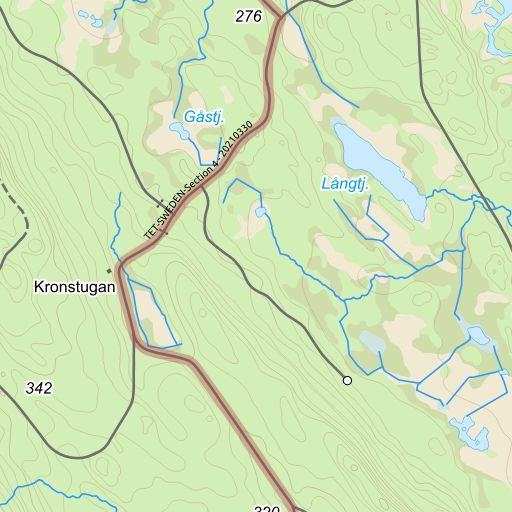 276
Gåstj.
TET-SWEDEN-Section 4 - 20210330
Långtj.
Kronstugan
342
320